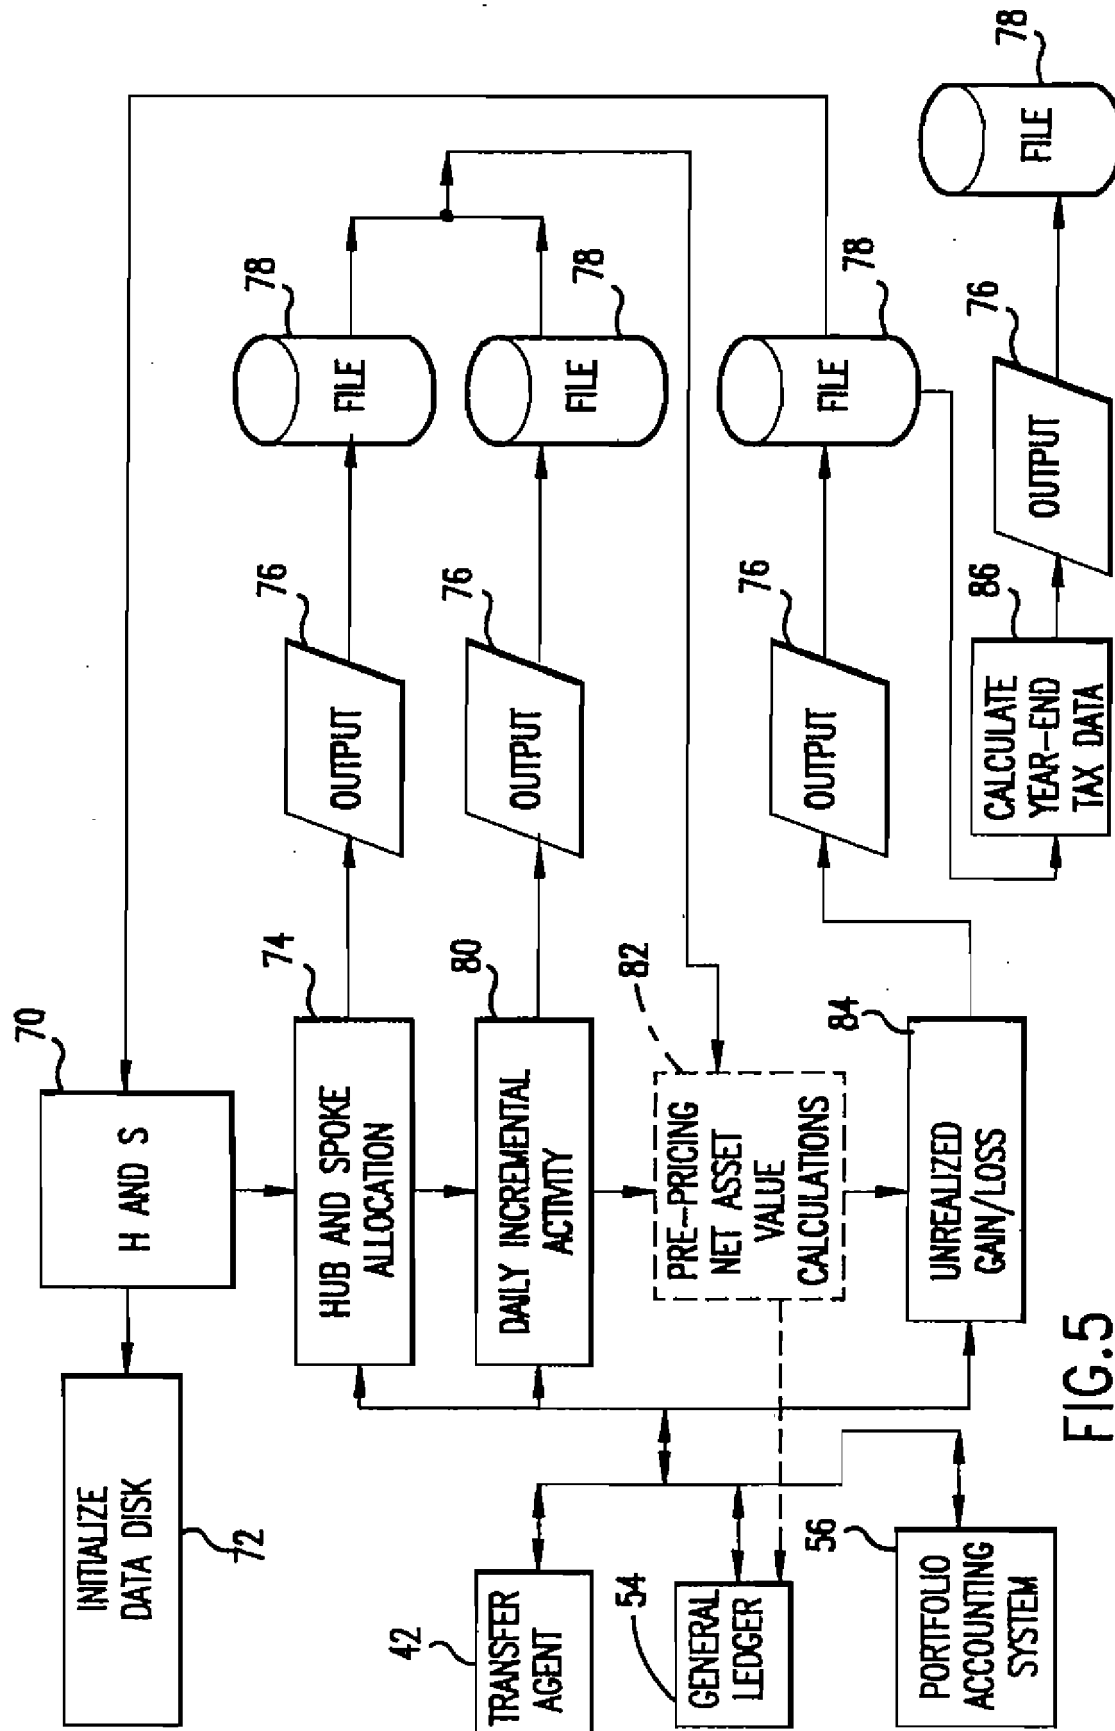 INITIALIZE
DATA DISK
72
H AND S
70
TRANSFER
AGENT
42
GENERAL
LEDGER
54
PORTFOLIO
ACCOUNTING
SYSTEM
56
HUB AND SPOKE
ALLOCATION
74
OUTPUT
76
FILE
78
DAILY INCREMENTAL
ACTIVITY
80
OUTPUT
76
FILE
78
PRE-PRICING
NET ASSET
VALUE
CALCULATIONS
82
UNREALIZED
GAIN/LOSS
84
OUTPUT
76
FILE
78
CALCULATE
YEAR-END
TAX DATA
86
OUTPUT
76
FILE
78
FIG.5